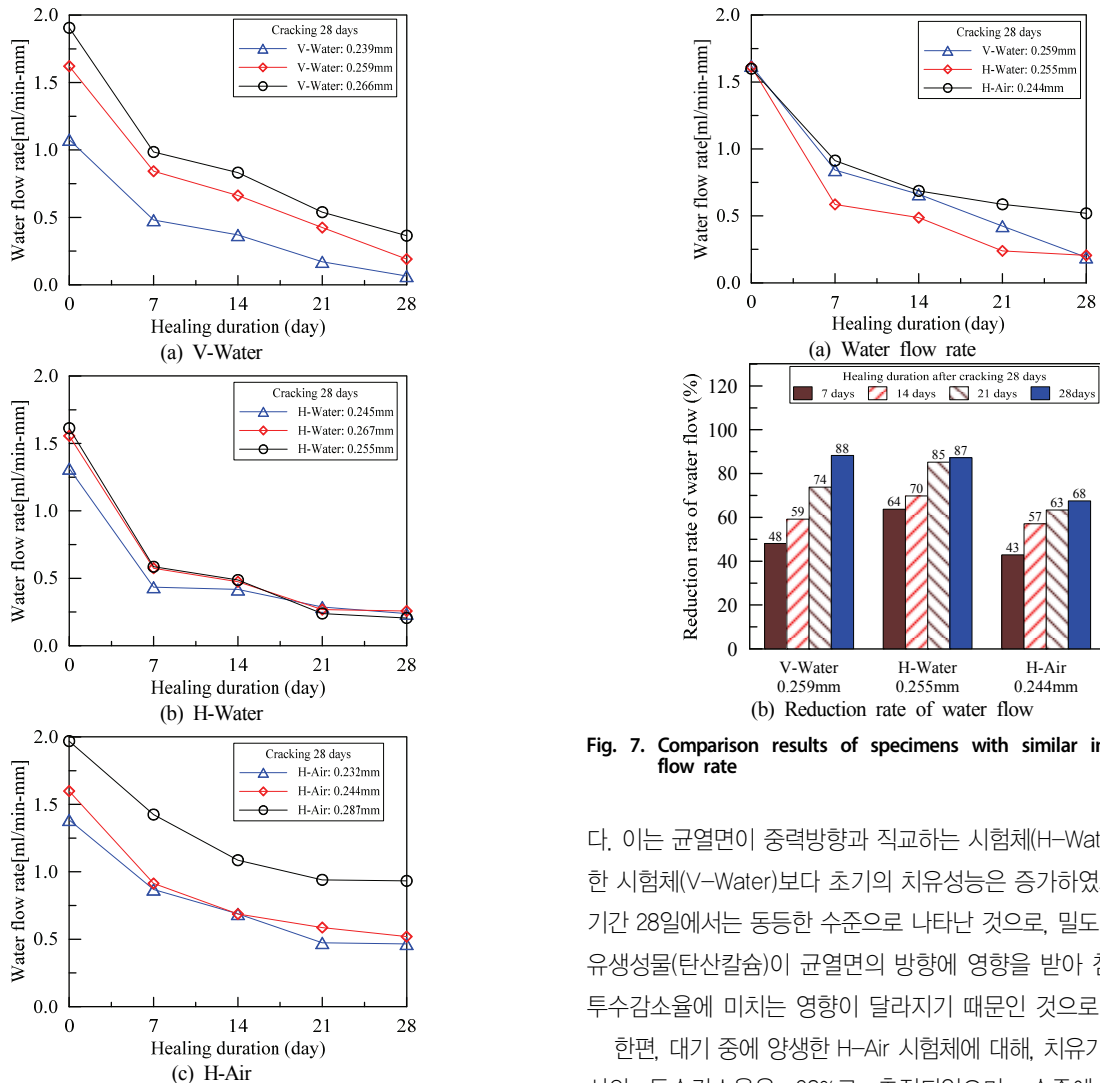 2.0
1.5
1.0
0.5
0.0
Water flow rate[ml/min-mm]
Cracking 28 days
V-Water: 0.239mm
V-Water: 0.259mm
V-Water: 0.266mm
0 7 14 21 28
Healing duration (day)
(a) V-Water
2.0
1.5
1.0
0.5
0.0
Water flow rate[ml/min-mm]
Cracking 28 days
H-Water: 0.245mm
H-Water: 0.267mm
H-Water: 0.255mm
0 7 14 21 28
Healing duration (day)
(b) H-Water
2.0
1.5
1.0
0.5
0.0
Water flow rate[ml/min-mm]
Cracking 28 days
H-Air: 0.232mm
H-Air: 0.244mm
H-Air: 0.287mm
0 7 14 21 28
Healing duration (day)
(c) H-Air
2.0
1.5
1.0
0.5
0.0
Water flow rate[ml/min-mm]
Cracking 28 days
V-Water: 0.259mm
H-Water: 0.255mm
H-Air: 0.244mm
0 7 14 21 28
Healing duration (day)
(a) Water flow rate
120
100
80
60
40
20
0
Reduction rate of water flow (%)
Healing duration after cracking 28 days
7 days 14 days 21 days 28days
48 59 74 88
64 70 85 87
43 57 63 68
V-Water H-Water H-Air
0.259mm 0.255mm 0.244mm
(b) Reduction rate of water flow
Fig. 7. Comparison results of specimens with similar in
flow rate
다. 이는 균열면이 중력방향과 직교하는 시험체(H-Wat
한 시험체(V-Water)보다 초기의 치유성능은 증가하였
기간 28일에서는 동등한 수준으로 나타난 것으로, 밀도
유생성물(탄산칼슘)이 균열면의 방향에 영향을 받아
투수감소율에 미치는 영향이 달라지기 때문인 것으로
한편, 대기 중에 양생한 H-Air 시험체에 대해, 치유기